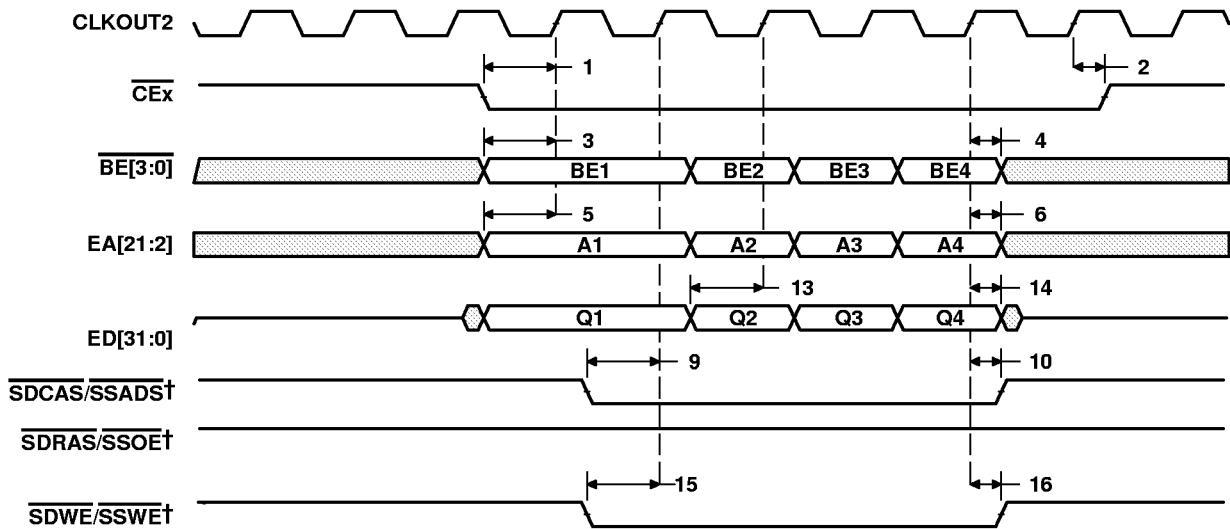 CLKOUT2
1 2
CEx
3 4
BE[3:0] BE1 BE2 BE3 BE4
5 6
EA[21:2] A1 A2 A3 A4
13 14
ED[31:0] Q1 Q2 Q3 Q4
9 10
SDCAS/SSADS†
SDRAS/SSOE†
15 16
SDWE/SSWE†